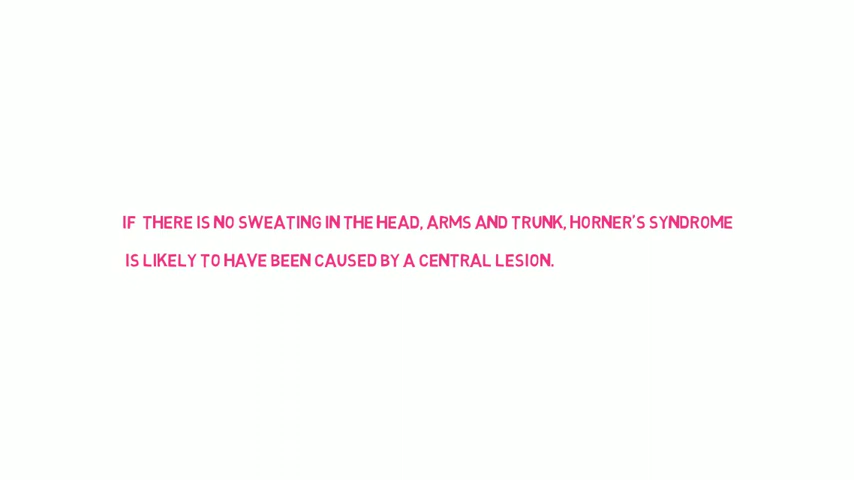 IF THERE IS NO SWEATING IN THE HEAD, ARMS AND TRUNK, HORNER'S SYNDROME
IS LIKELY TO HAVE BEEN CAUSED BY A CENTRAL LESION.